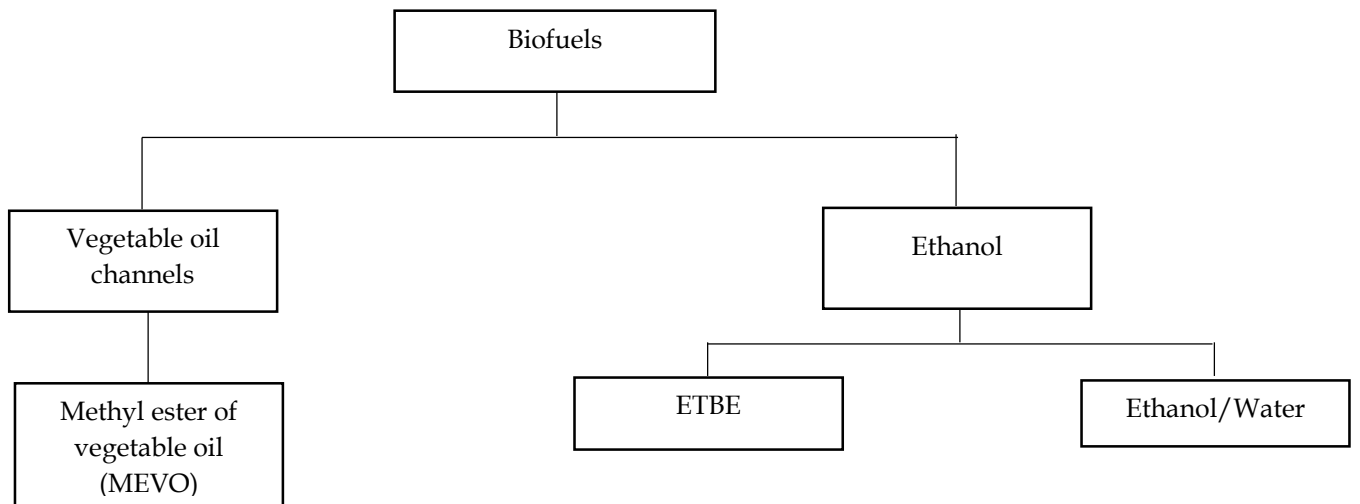 Biofuels
Vegetable oil
channels
Ethanol
Methyl ester of
vegetable oil
(MEVO)
ETBE
Ethanol/Water